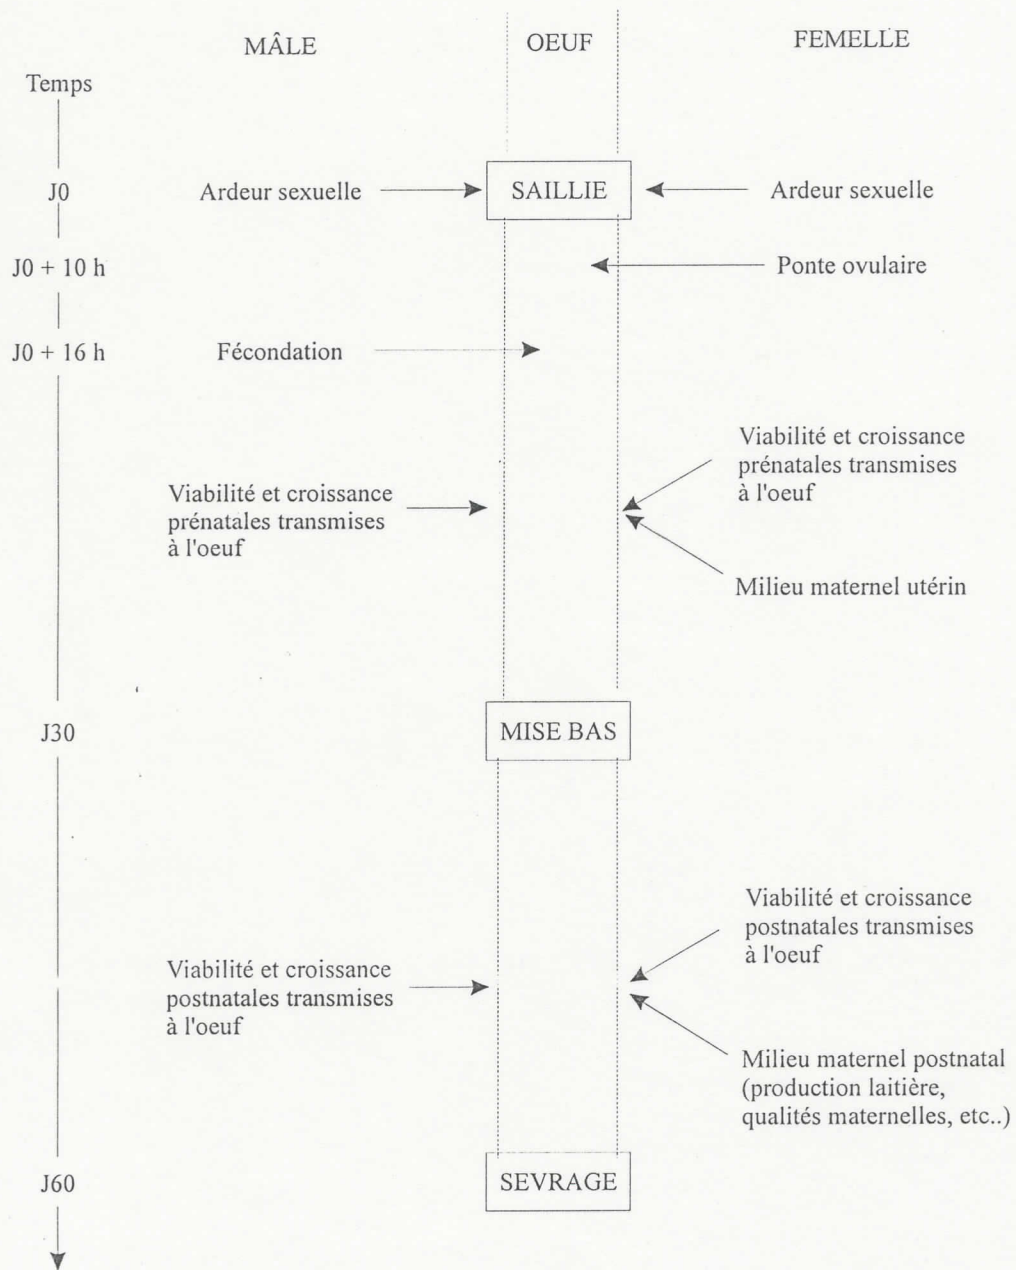 MÂLE OEUF FEMELLE
Temps
J0 Ardeur sexuelle SAILLIE Ardeur sexuelle
J0 + 10 h Ponte ovulaire
J0 + 16 h Fécondation
Viabilité et croissance
prénatales transmises
à l'oeuf
Viabilité et croissance
prénatales transmises
à l'oeuf
Milieu maternel utérin
J30 MISE BAS
Viabilité et croissance
postnatales transmises
à l'oeuf
Viabilité et croissance
postnatales transmises
à l'oeuf
Milieu maternel postnatal
(production laitière,
qualités maternelles, etc..)
J60 SEVRAGE